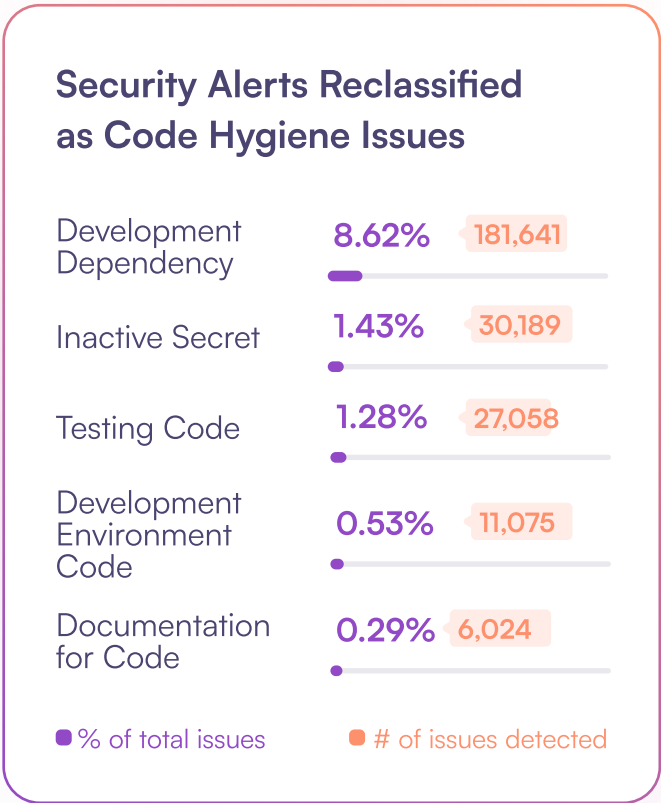 Security Alerts Reclassified
as Code Hygiene Issues
Development
Dependency
8.62%
181,641
Inactive Secret
1.43%
30,189
Testing Code
1.28%
27,058
Development
Environment
Code
0.53%
11,075
Documentation
for Code
0.29%
6,024
% of total issues
# of issues detected